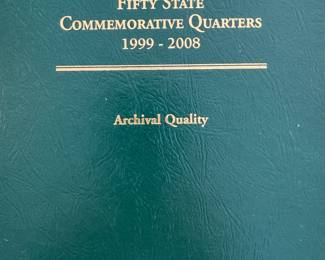 Fifty State
Commemorative Quarters
1999 - 2008
Archival Quality